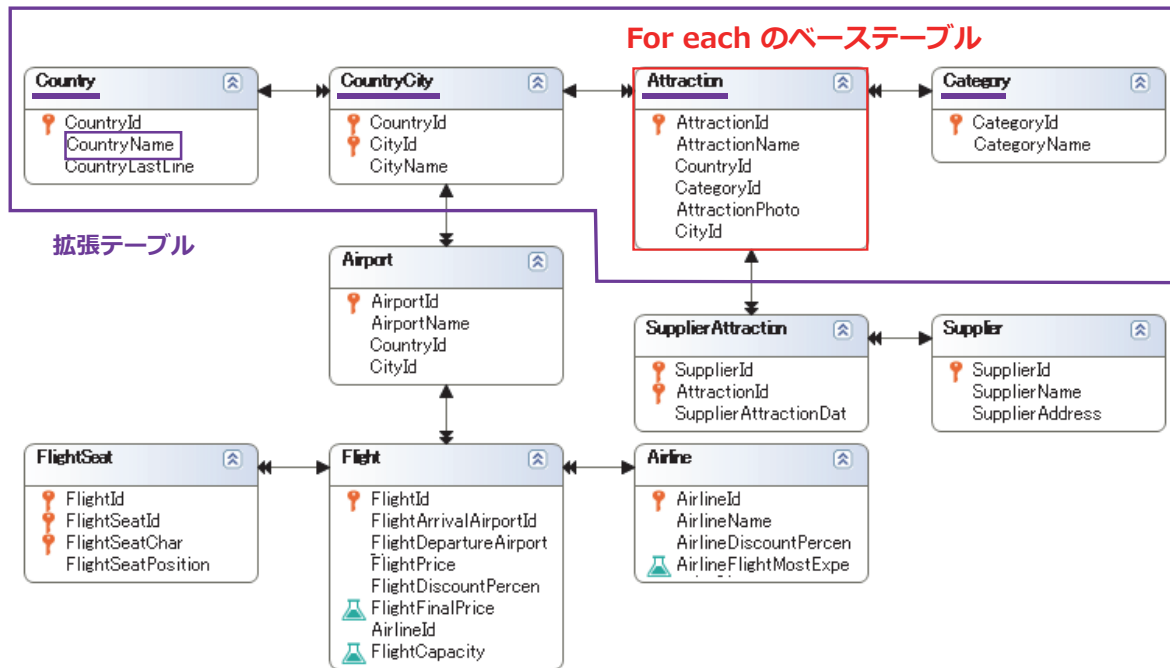 For each のベーステーブル
Country
CountryId
CountryName
CountryLastLine
CountryCity
CountryId
CityId
CityName
Attraction
AttractionId
AttractionName
CountryId
CategoryId
AttractionPhoto
CityId
Category
CategoryId
CategoryName
拡張テーブル
Airport
AirportId
AirportName
CountryId
CityId
SupplierAttraction
SupplierId
AttractionId
SupplierAttractionDat
Supplier
SupplierId
SupplierName
SupplierAddress
FlightSeat
FlightId
FlightSeatId
FlightSeatChar
FlightSeatPosition
Flight
FlightId
FlightArrivalAirportId
FlightDepartureAirport
FlightPrice
FlightDiscountPercen
FlightFinalPrice
AirlineId
FlightCapacity
Airline
AirlineId
AirlineName
AirlineDiscountPercen
AirlineFlightMostExpe